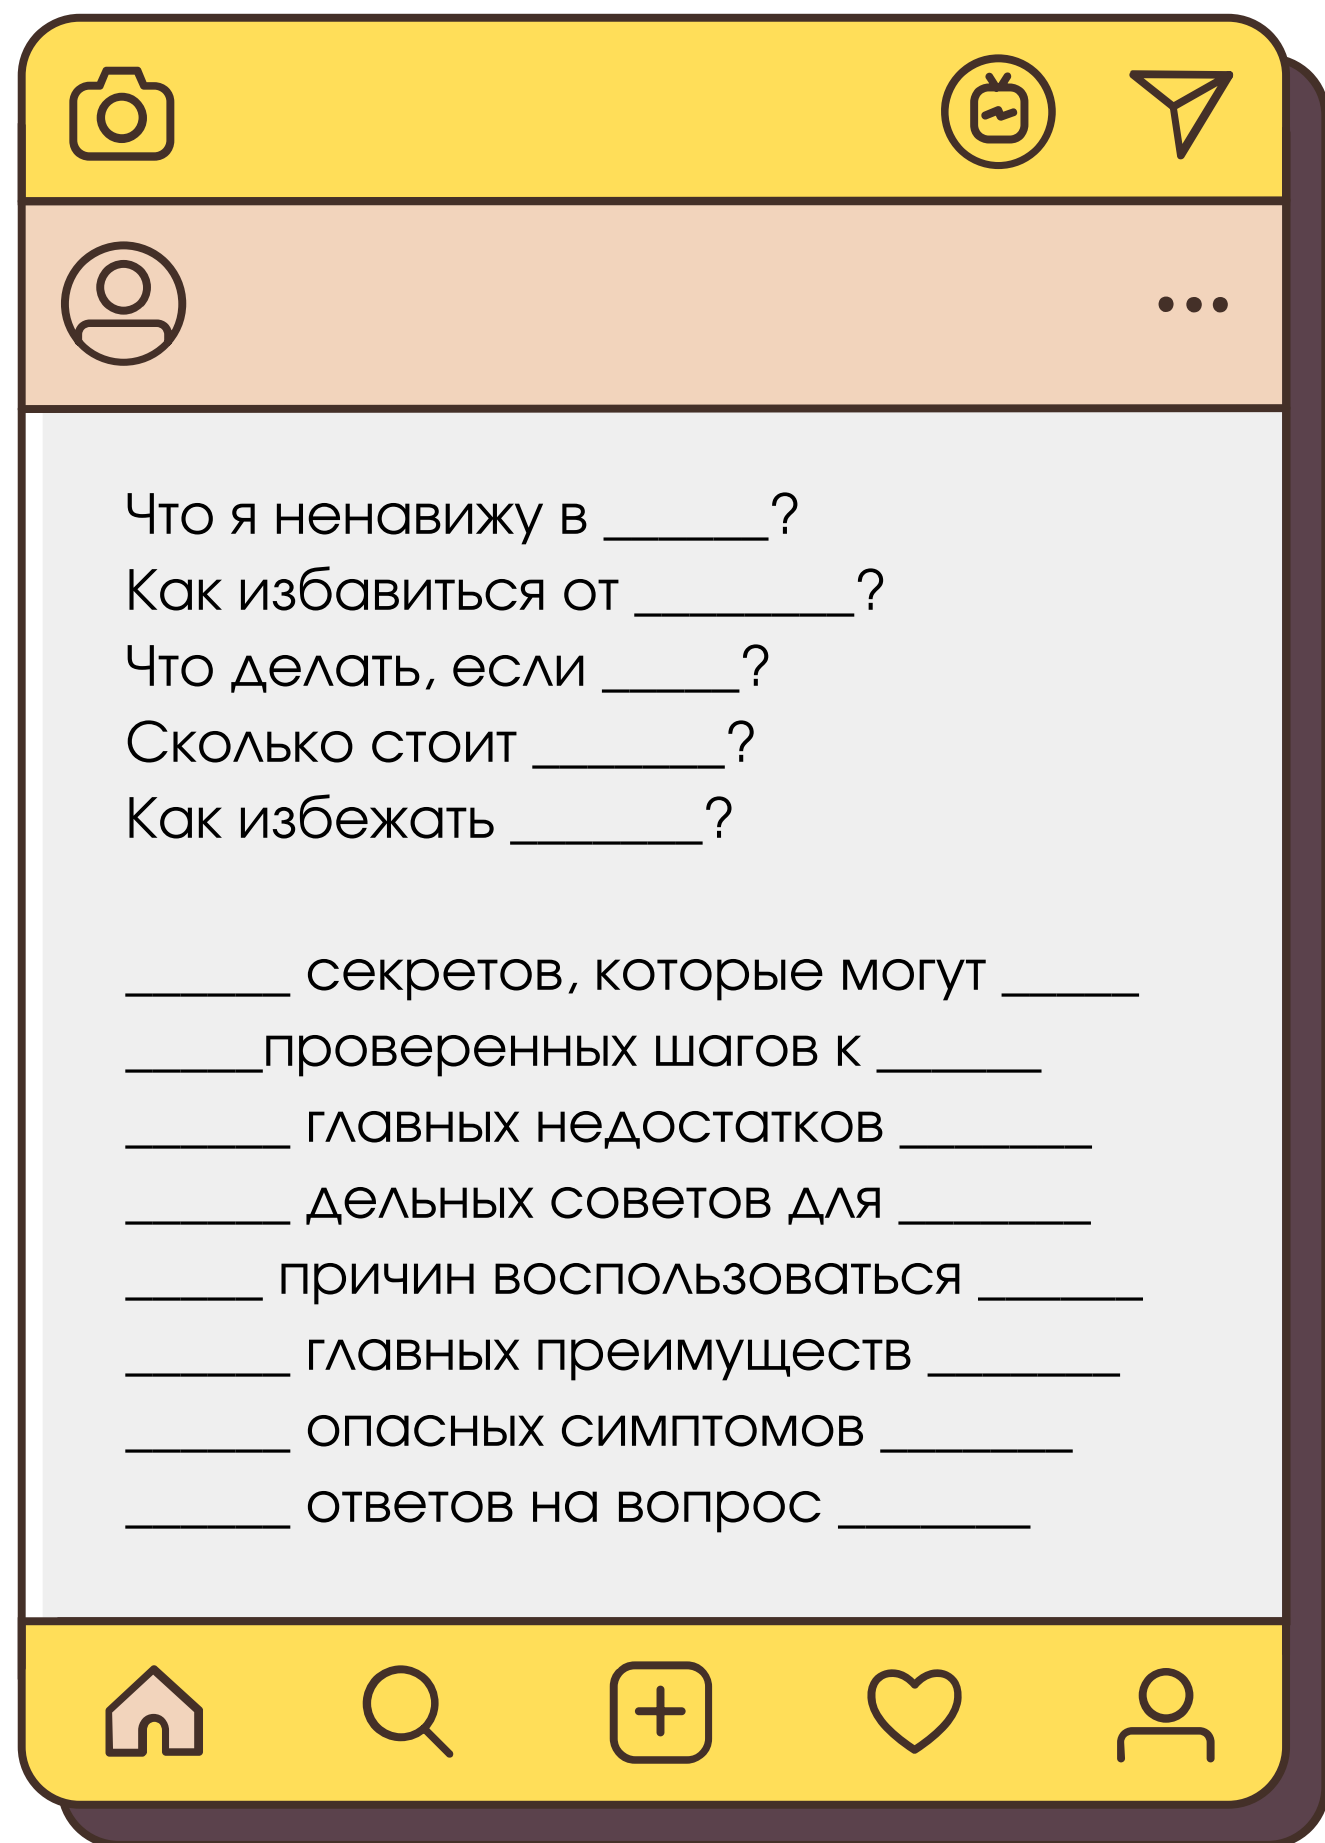 Что я ненавижу в ______?
Как избавиться от ________?
Что делать, если _____?
Сколько стоит _______?
Как избежать _______?
______ секретов, которые могут _____
_____проверенных шагов к ______
______ главных недостатков _______
______ дельных советов для _______
_____ причин воспользоваться ______
______ главных преимуществ _______
______ опасных симптомов _______
______ ответов на вопрос _______